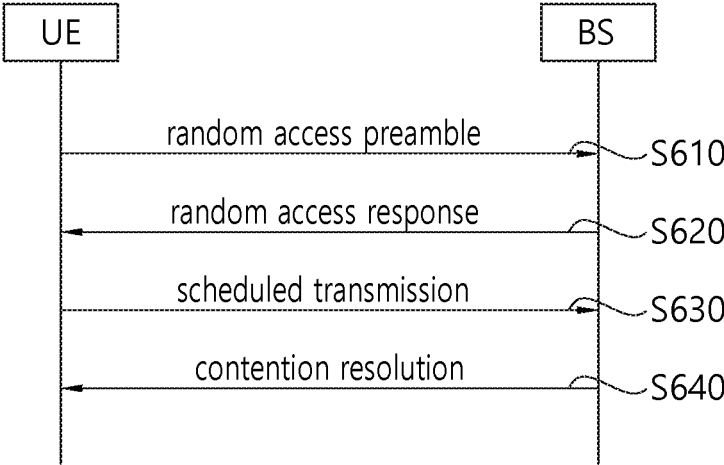 UE BS
random access preamble S610
random access response S620
scheduled transmission S630
contention resolution S640